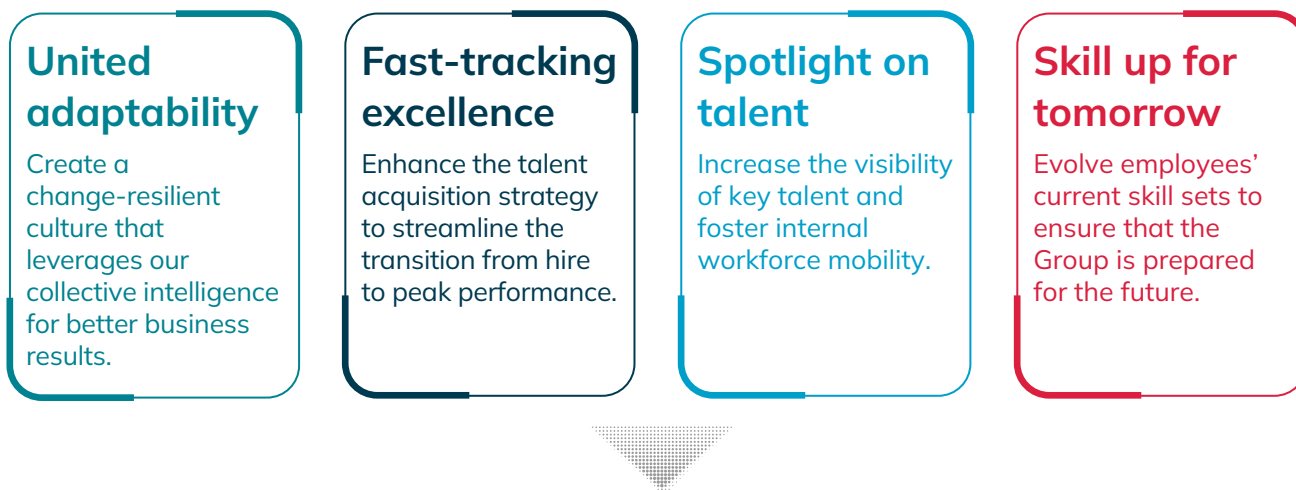 United
adaptability
Create a
change-resilient
culture that
leverages our
collective intelligence
for better business
results.
Fast-tracking
excellence
Enhance the talent
acquisition strategy
to streamline the
transition from hire
to peak performance.
Spotlight on
talent
Increase the visibility
of key talent and
foster internal
workforce mobility.
Skill up for
tomorrow
Evolve employees’
current skill sets to
ensure that the
Group is prepared
for the future.